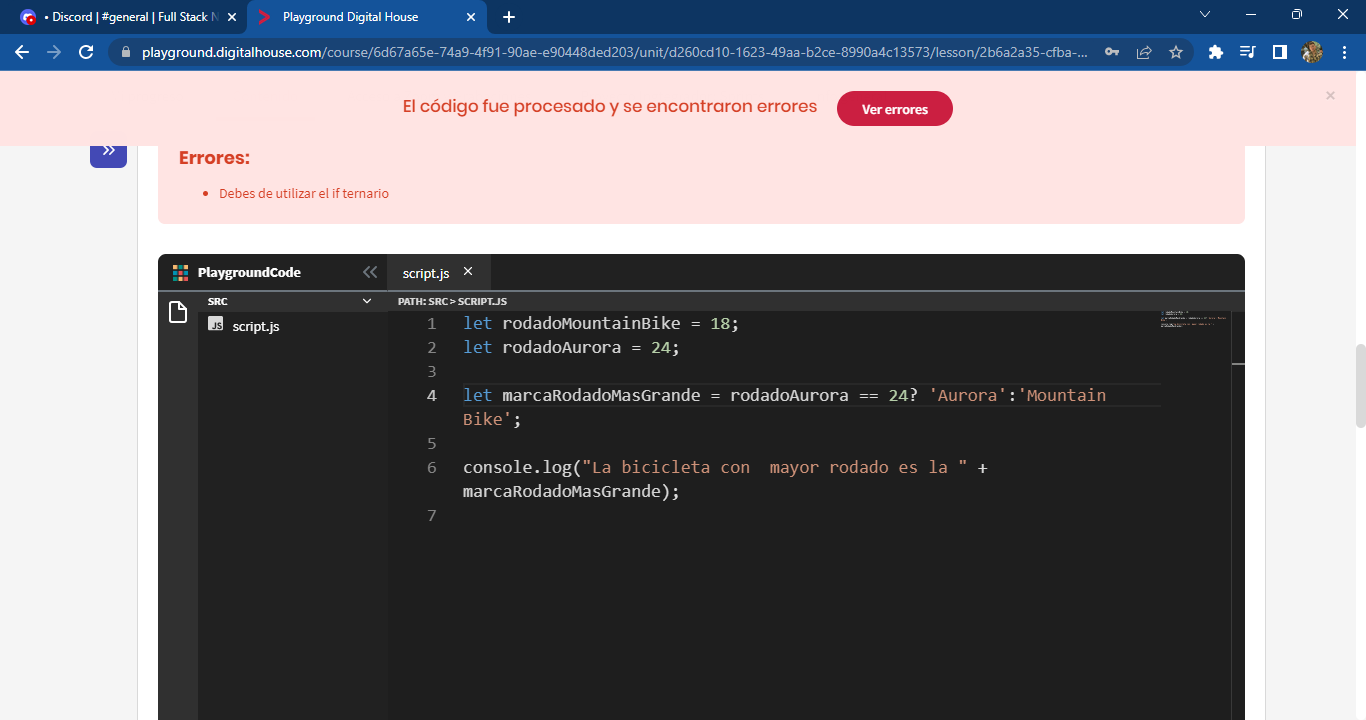 • Discord | #general | Full Stack N
Playground Digital House
playground.digitalhouse.com/course/6d67a65e-74a9-4f91-90ae-e90448ded203/unit/d260cd10-1623-49aa-b2ce-8990a4c13573/lesson/2b6a2a35-cfba-...
El código fue procesado y se encontraron errores
Ver errores
Errores:
• Debes de utilizar el if ternario
PlaygroundCode
script.js
SRC
PATH: SRC > SCRIPT.JS
JS script.js
1 let rodadoMountainBike = 18;
2 let rodadoAurora = 24;
3
4 let marcaRodadoMasGrande = rodadoAurora == 24? 'Aurora':'Mountain
Bike';
5
6 console.log("La bicicleta con  mayor rodado es la " +
marcaRodadoMasGrande);
7